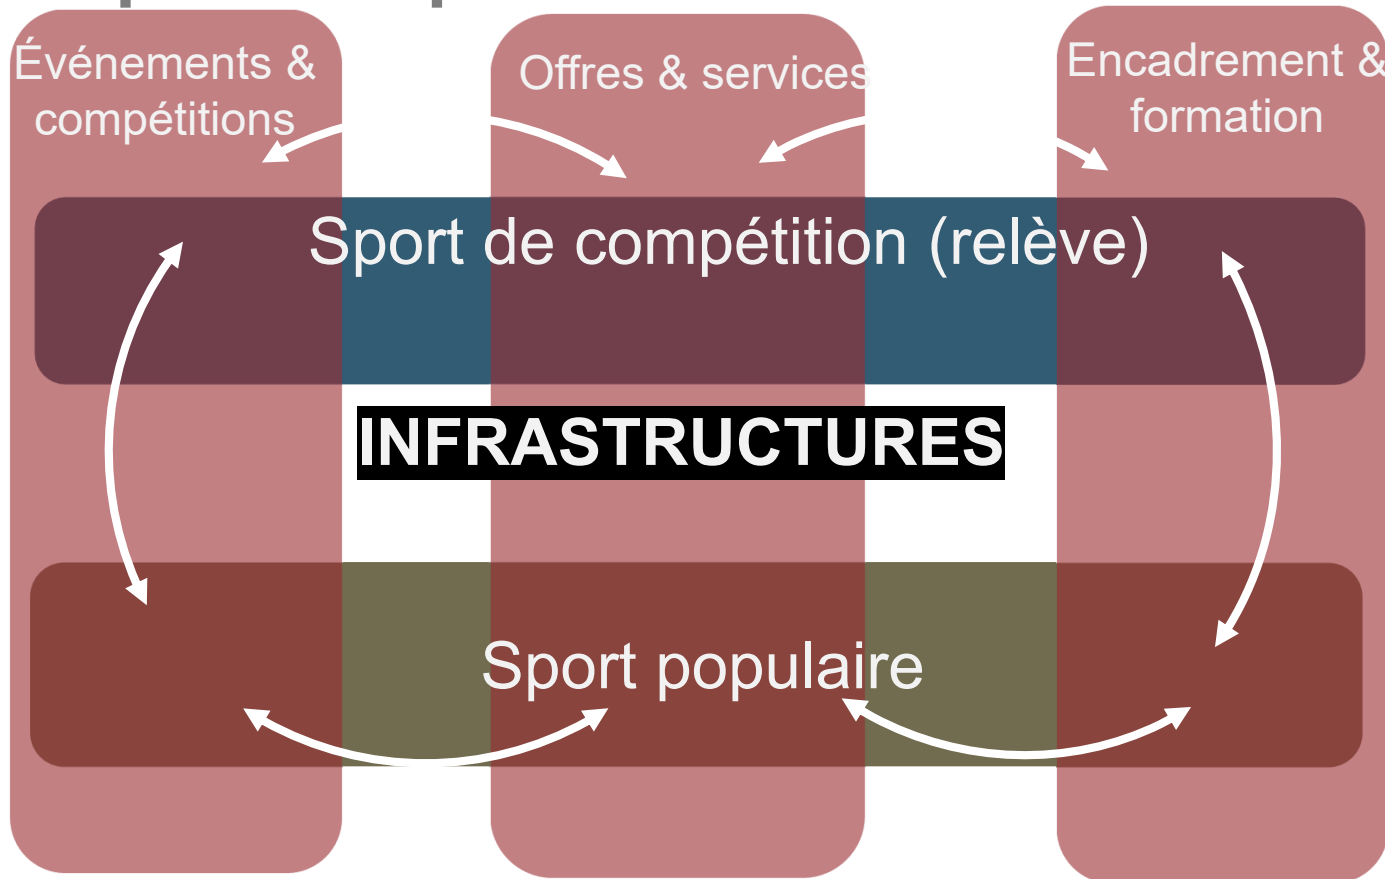 Événements &
compétitions
Offres & services
Encadrement &
formation
Sport de compétition (relève)
INFRASTRUCTURES
Sport populaire